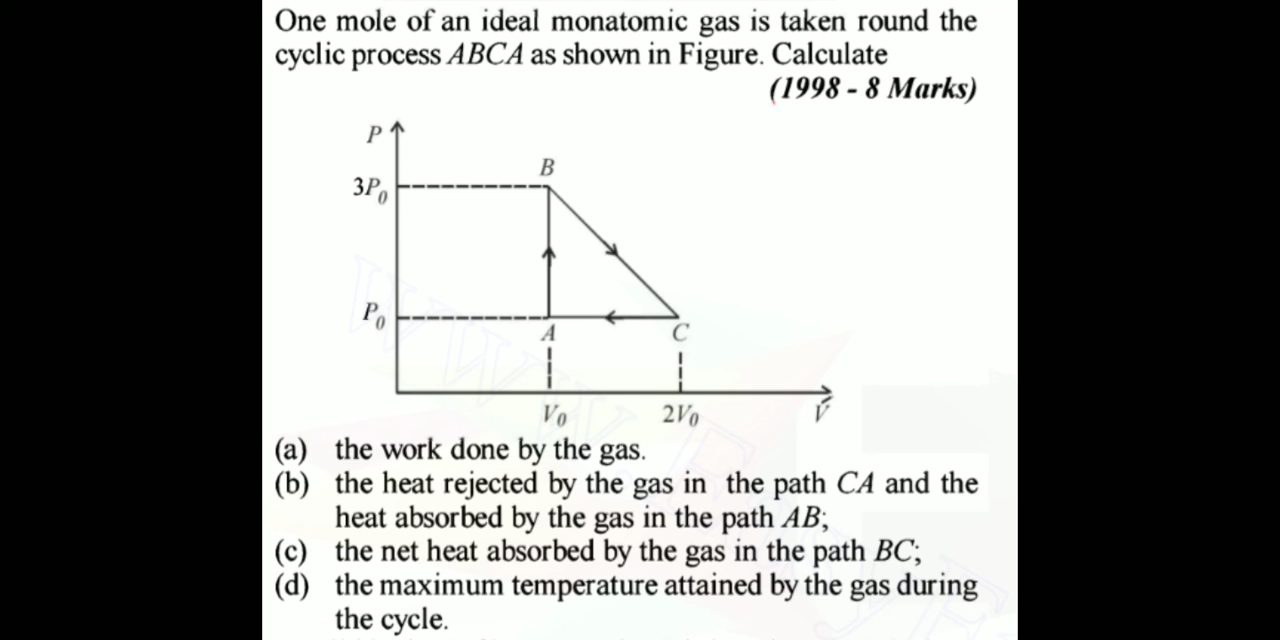 One mole of an ideal monatomic gas is taken round the
cyclic process ABCA as shown in Figure. Calculate
(1998 - 8 Marks)
P
B
3P₀
P₀
A
C
V₀
2V₀
V
(a) the work done by the gas.
(b) the heat rejected by the gas in the path CA and the
heat absorbed by the gas in the path AB;
(c) the net heat absorbed by the gas in the path BC;
(d) the maximum temperature attained by the gas during
the cycle.